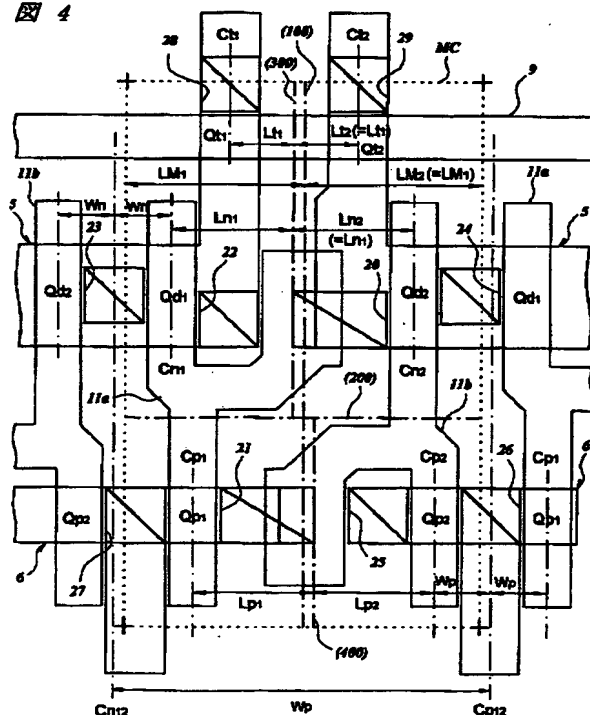 図 4
Ct₁ Ct₂
28 (300) (100) 29 MC
9
Qt₁ Lt₁ Lt₂(=Lt₁) Qt₂
11b LM₁ LM₂(=LM₁) 11a
Wn Wn Ln₁ Ln₂ (=Ln₁)
5 23 22 20 24 5
Qd₂ Qd₁ Qd₂ Qd₁
Cn₁ Cn₂
11a (200) 11b
Cp₁ 21 Cp₂ 26 Cp₁
6
Qp₂ Qp₁ Qp₂ Qp₁
6 27 25
Lp₁ Lp₂ Wp Wp
(400)
Wp
Cn₁₂ Cp₁₂